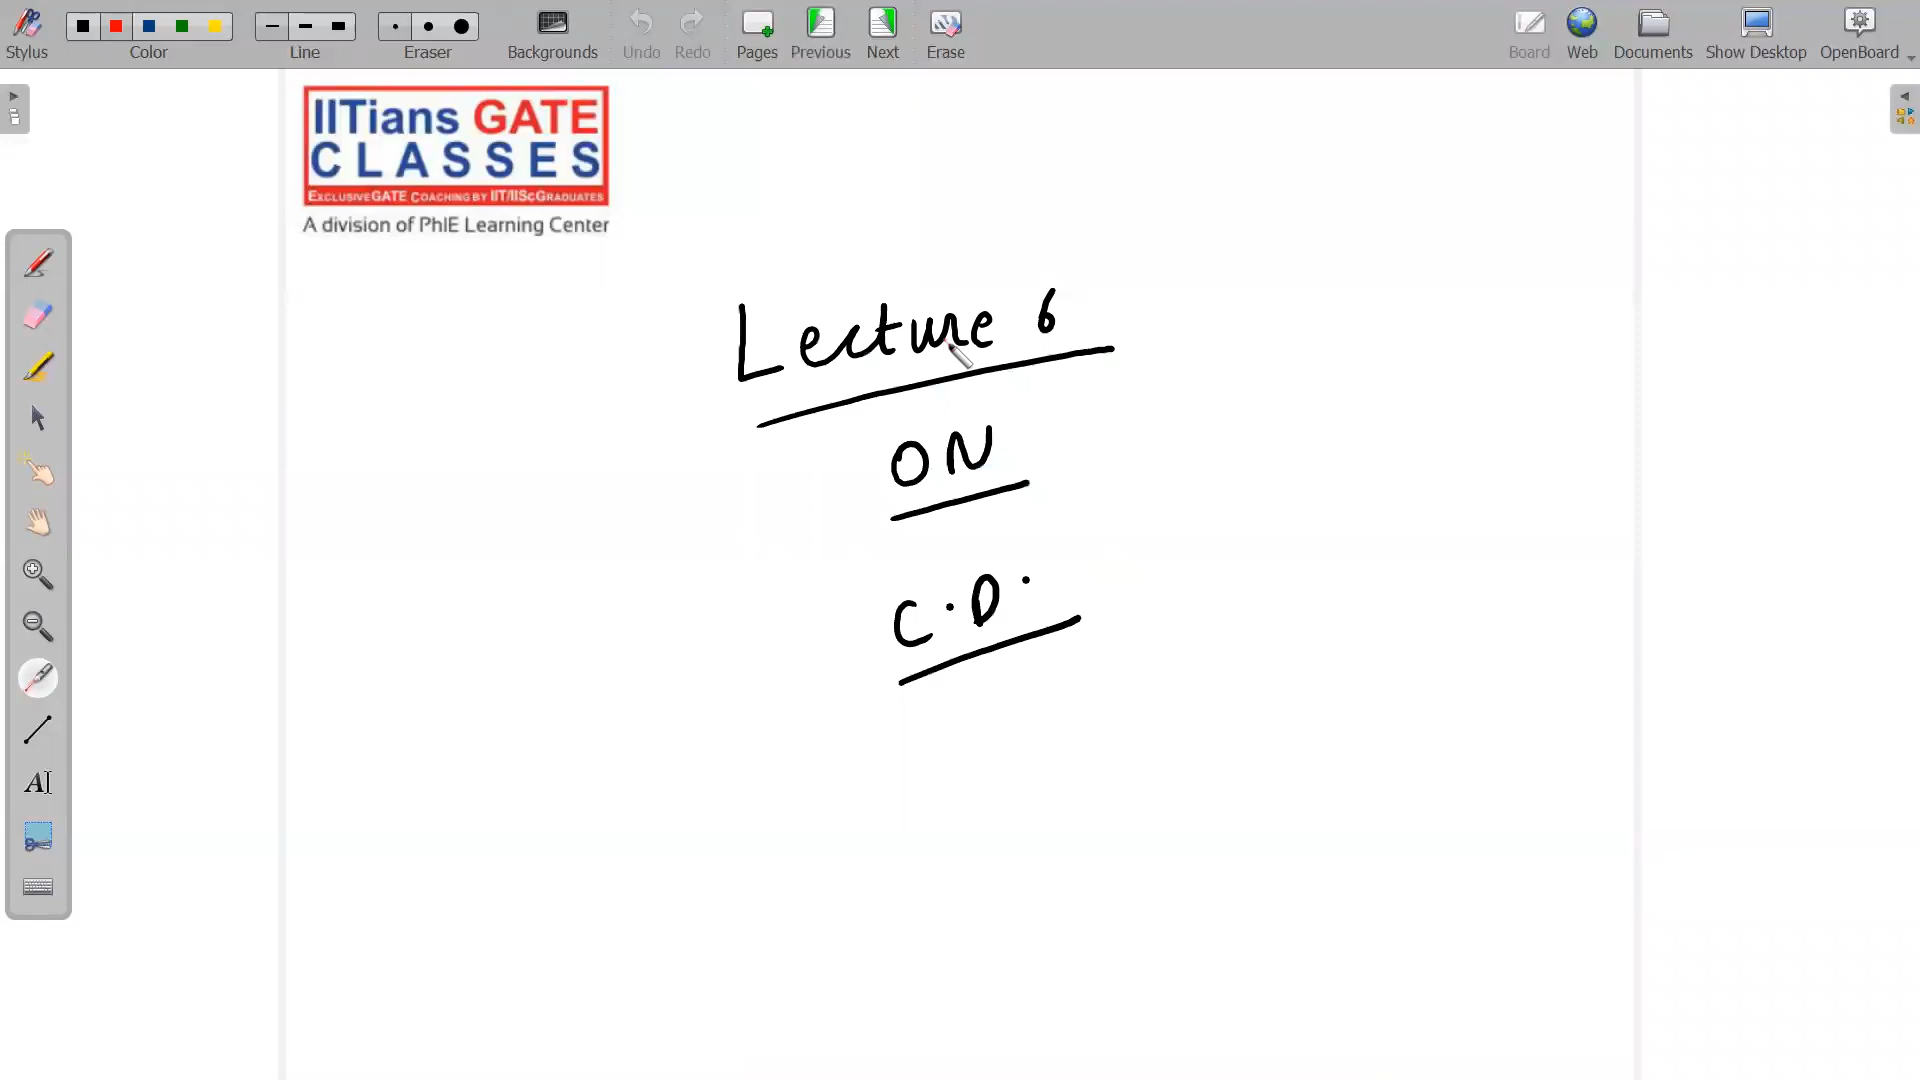 Stylus
Color
Line
Eraser
Backgrounds
Undo
Redo
Pages
Previous
Next
Erase
Board
Web
Documents
Show Desktop
OpenBoard
IITians GATE
CLASSES
EXCLUSIVE GATE COACHING BY IIT/IISc GRADUATES
A division of PhIE Learning Center
Lecture 6
ON
C.D.